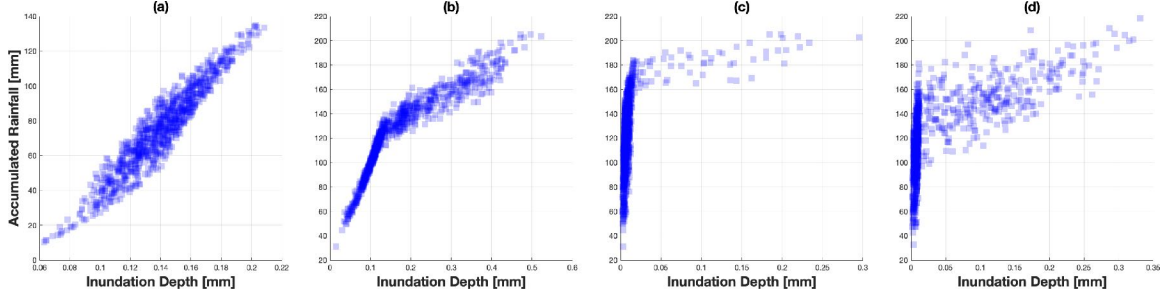 (a) (b) (c) (d)
Accumulated Rainfall [mm]
140 120 100 80 60 40 20 0
0.06 0.08 0.1 0.12 0.14 0.16 0.18 0.2 0.22
Inundation Depth [mm]
220 200 180 160 140 120 100 80 60 40 20
0 0.1 0.2 0.3 0.4 0.5 0.6
Inundation Depth [mm]
220 200 180 160 140 120 100 80 60 40 20
0 0.05 0.1 0.15 0.2 0.25 0.3
Inundation Depth [mm]
220 200 180 160 140 120 100 80 60 40 20
0 0.05 0.1 0.15 0.2 0.25 0.3 0.35
Inundation Depth [mm]